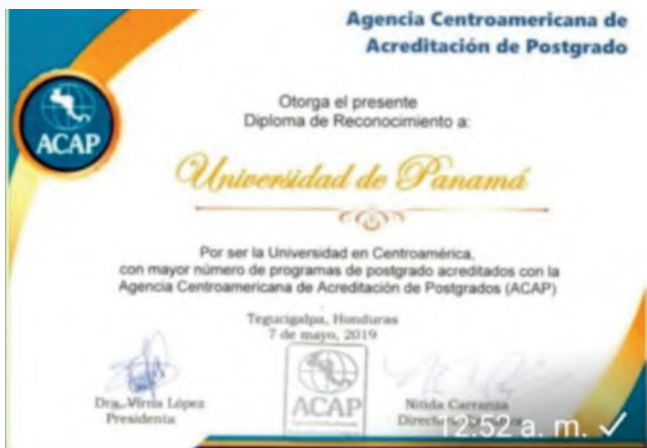 Agencia Centroamericana de
Acreditación de Postgrado
ACAP
Otorga el presente
Diploma de Reconocimiento a:
Universidad de Panamá
Por ser la Universidad en Centroamérica,
con mayor número de programas de postgrado acreditados con la
Agencia Centroamericana de Acreditación de Postgrados (ACAP)
Tegucigalpa, Honduras
7 de mayo, 2019
ACAP
Dra. Virna López
Presidenta
Nitida Carranza
12:52 a. m.